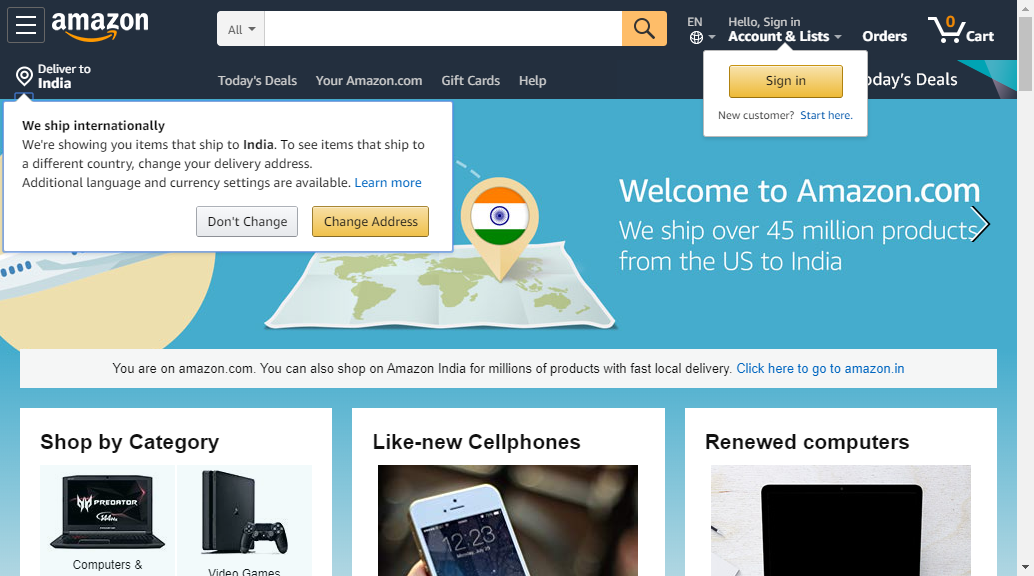 amazon
All
EN
Hello, Sign in
Account & Lists
Orders
0
Cart
Deliver to
India
Today's Deals
Your Amazon.com
Gift Cards
Help
oday's Deals
Sign in
New customer? Start here.
We ship internationally
We're showing you items that ship to India. To see items that ship to
a different country, change your delivery address.
Additional language and currency settings are available. Learn more
Don't Change
Change Address
Welcome to Amazon.com
We ship over 45 million products
from the US to India
You are on amazon.com. You can also shop on Amazon India for millions of products with fast local delivery. Click here to go to amazon.in
Shop by Category
Like-new Cellphones
Renewed computers
PREDATOR
12:23
Computers &
Video Games